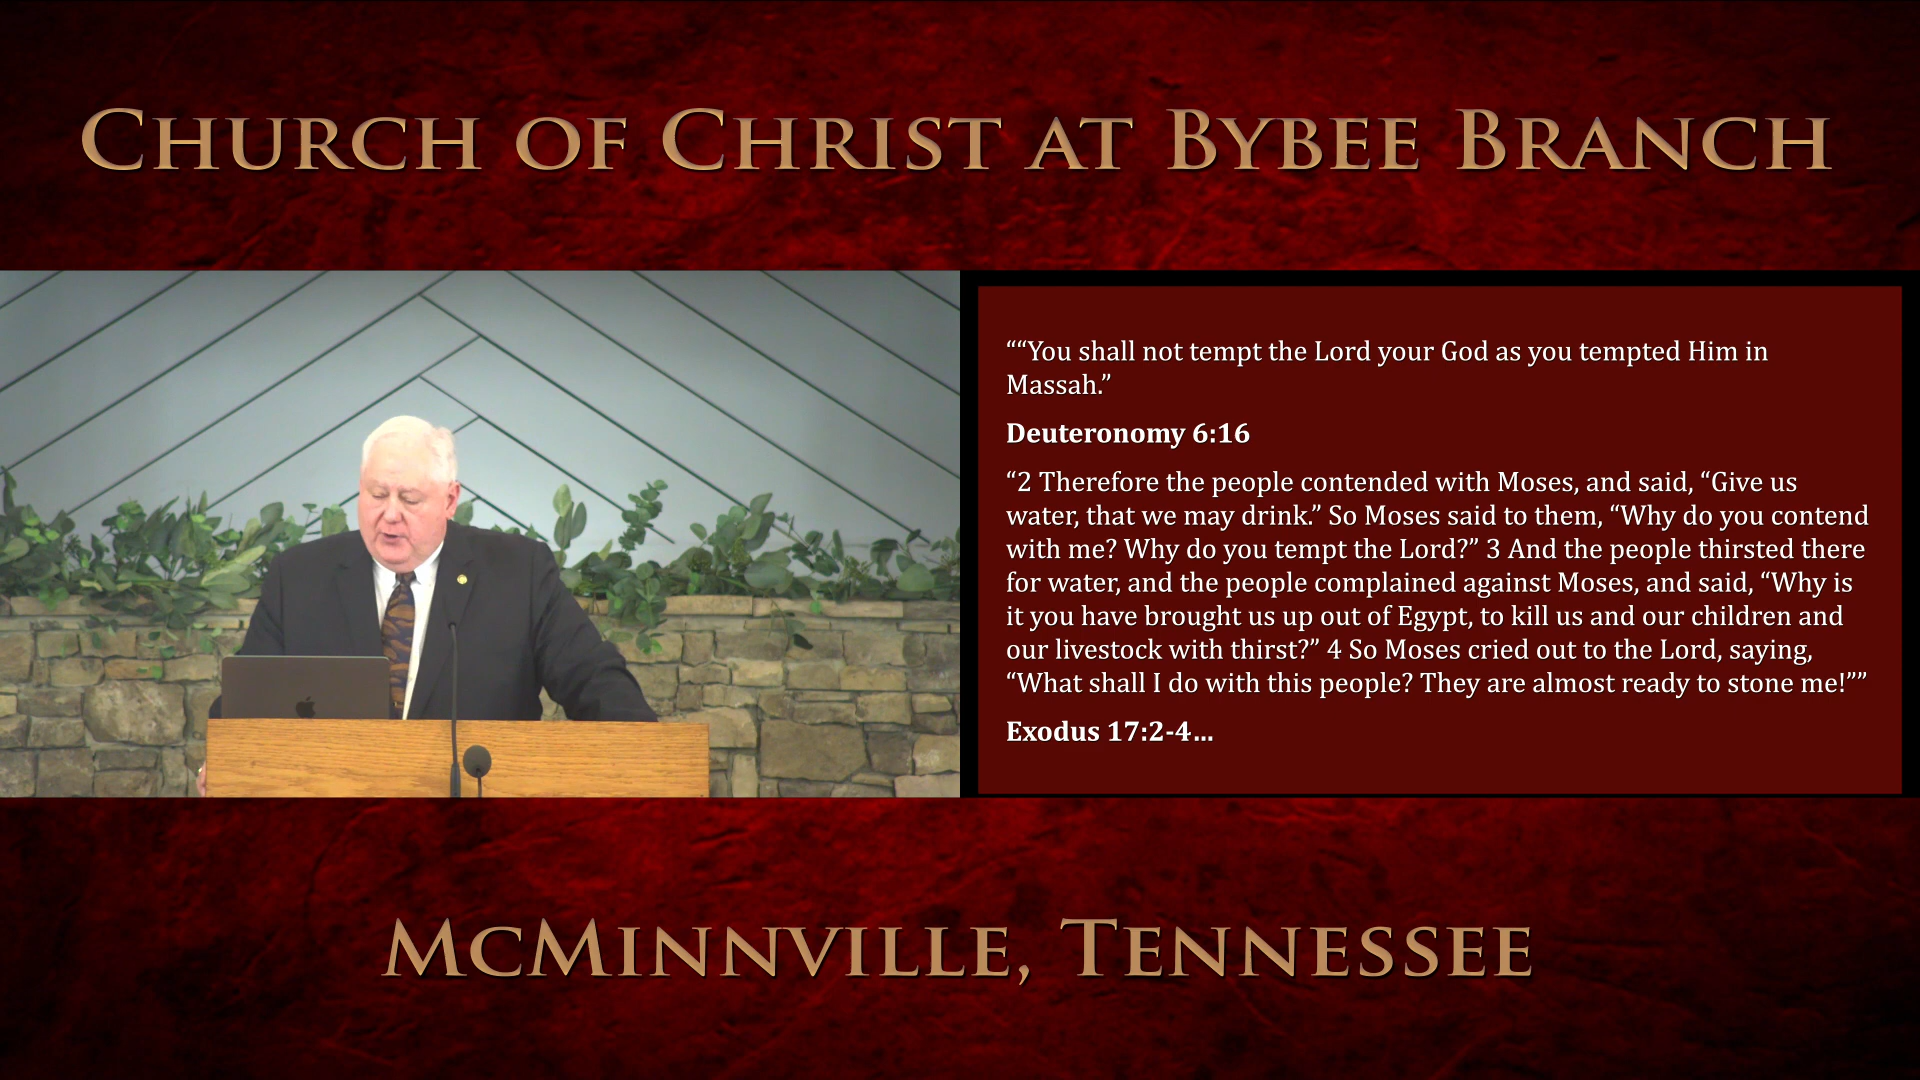 Church of Christ at Bybee Branch
““You shall not tempt the Lord your God as you tempted Him in
Massah.”
Deuteronomy 6:16
“2 Therefore the people contended with Moses, and said, “Give us
water, that we may drink.” So Moses said to them, “Why do you contend
with me? Why do you tempt the Lord?” 3 And the people thirsted there
for water, and the people complained against Moses, and said, “Why is
it you have brought us up out of Egypt, to kill us and our children and
our livestock with thirst?” 4 So Moses cried out to the Lord, saying,
“What shall I do with this people? They are almost ready to stone me!””
Exodus 17:2-4…
McMinnville, Tennessee